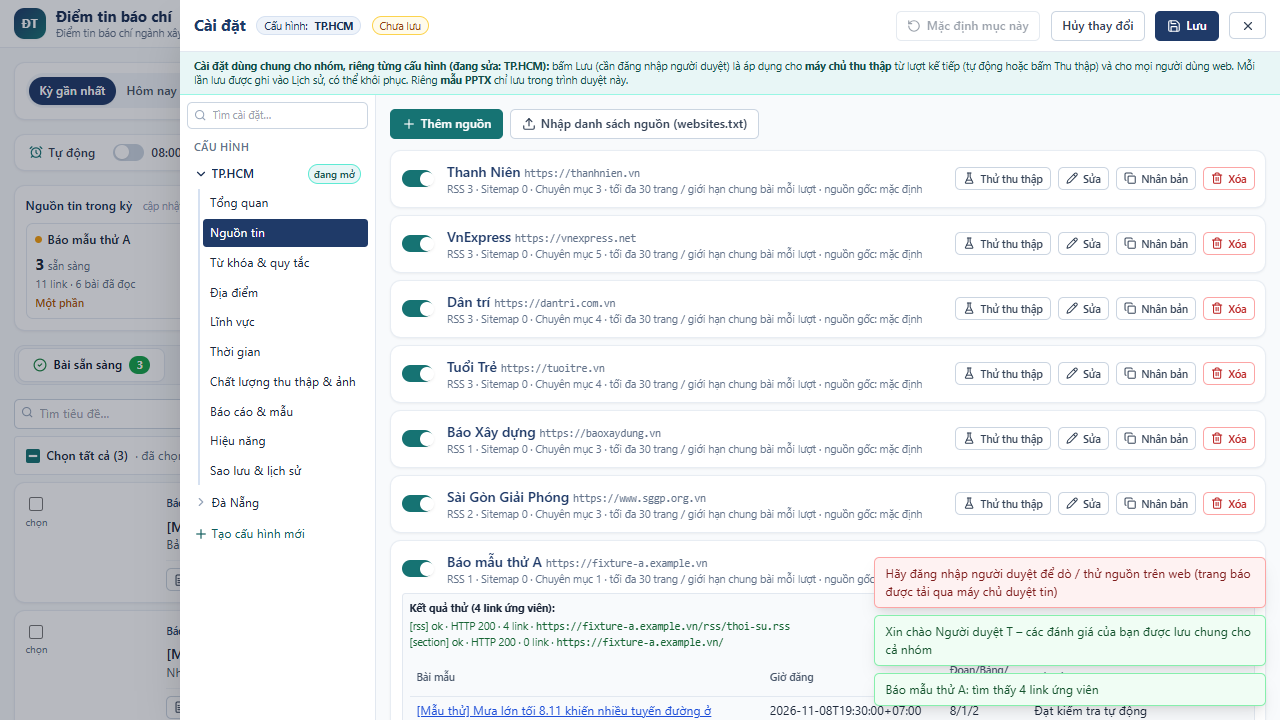 ĐT
Điểm tin báo chí
Điểm tin báo chí ngành xây
Kỳ gần nhất
Hôm nay
Tự động
08:00
Nguồn tin trong kỳ
cập nhậ
Báo mẫu thử A
3 sẵn sàng
11 link · 6 bài đã đọc
Một phần
Bài sẵn sàng 3
Tìm tiêu đề...
Chọn tất cả (3) · đã chọ
chọn
Bá
[M
Bả
chọn
Bá
[M
Nh
Cài đặt
Cấu hình: TP.HCM
Chưa lưu
Mặc định mục này
Hủy thay đổi
Lưu
Cài đặt dùng chung cho nhóm, riêng từng cấu hình (đang sửa: TP.HCM): bấm Lưu (cần đăng nhập người duyệt) là áp dụng cho máy chủ thu thập từ lượt kế tiếp (tự động hoặc bấm Thu thập) và cho mọi người dùng web. Mỗi
lần lưu được ghi vào Lịch sử, có thể khôi phục. Riêng mẫu PPTX chỉ lưu trong trình duyệt này.
Tìm cài đặt...
CẤU HÌNH
TP.HCM
đang mở
Tổng quan
Nguồn tin
Từ khóa & quy tắc
Địa điểm
Lĩnh vực
Thời gian
Chất lượng thu thập & ảnh
Báo cáo & mẫu
Hiệu năng
Sao lưu & lịch sử
Đà Nẵng
Tạo cấu hình mới
Thêm nguồn
Nhập danh sách nguồn (websites.txt)
Thanh Niên https://thanhnien.vn
RSS 3 · Sitemap 0 · Chuyên mục 3 · tối đa 30 trang / giới hạn chung bài mỗi lượt · nguồn gốc: mặc định
Thử thu thập
Sửa
Nhân bản
Xóa
VnExpress https://vnexpress.net
RSS 3 · Sitemap 0 · Chuyên mục 5 · tối đa 30 trang / giới hạn chung bài mỗi lượt · nguồn gốc: mặc định
Thử thu thập
Sửa
Nhân bản
Xóa
Dân trí https://dantri.com.vn
RSS 3 · Sitemap 0 · Chuyên mục 4 · tối đa 30 trang / giới hạn chung bài mỗi lượt · nguồn gốc: mặc định
Thử thu thập
Sửa
Nhân bản
Xóa
Tuổi Trẻ https://tuoitre.vn
RSS 3 · Sitemap 0 · Chuyên mục 4 · tối đa 30 trang / giới hạn chung bài mỗi lượt · nguồn gốc: mặc định
Thử thu thập
Sửa
Nhân bản
Xóa
Báo Xây dựng https://baoxaydung.vn
RSS 1 · Sitemap 0 · Chuyên mục 3 · tối đa 30 trang / giới hạn chung bài mỗi lượt · nguồn gốc: mặc định
Thử thu thập
Sửa
Nhân bản
Xóa
Sài Gòn Giải Phóng https://www.sggp.org.vn
RSS 2 · Sitemap 0 · Chuyên mục 3 · tối đa 30 trang / giới hạn chung bài mỗi lượt · nguồn gốc: mặc định
Thử thu thập
Sửa
Nhân bản
Xóa
Báo mẫu thử A https://fixture-a.example.vn
RSS 1 · Sitemap 0 · Chuyên mục 1 · tối đa 30 trang / giới hạn chung bài mỗi lượt · nguồn gốc
Kết quả thử (4 link ứng viên):
[rss] ok · HTTP 200 · 4 link · https://fixture-a.example.vn/rss/thoi-su.rss
[section] ok · HTTP 200 · 0 link · https://fixture-a.example.vn/
Bài mẫu
Giờ đăng
Đoạn/Bảng/
[Mẫu thử] Mưa lớn tối 8.11 khiến nhiều tuyến đường ở
2026-11-08T19:30:00+07:00
8/1/2
Đạt kiểm tra tự động
Hãy đăng nhập người duyệt để dò / thử nguồn trên web (trang báo
được tải qua máy chủ duyệt tin)
Xin chào Người duyệt T – các đánh giá của bạn được lưu chung cho
cả nhóm
Báo mẫu thử A: tìm thấy 4 link ứng viên